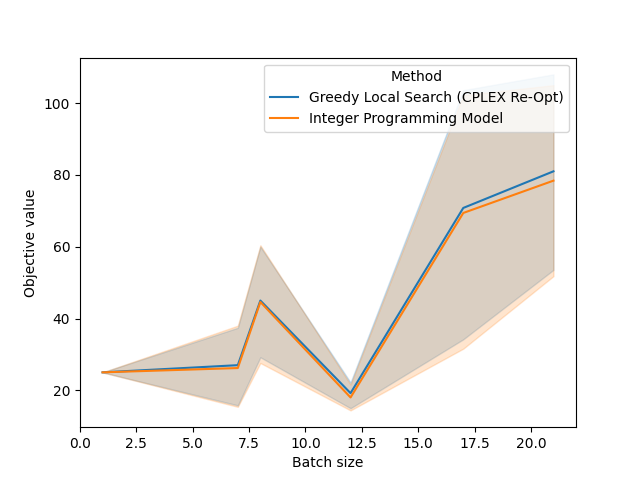 Method
Greedy Local Search (CPLEX Re-Opt)
Integer Programming Model
100
80
60
40
20
Objective value
0.0 2.5 5.0 7.5 10.0 12.5 15.0 17.5 20.0
Batch size